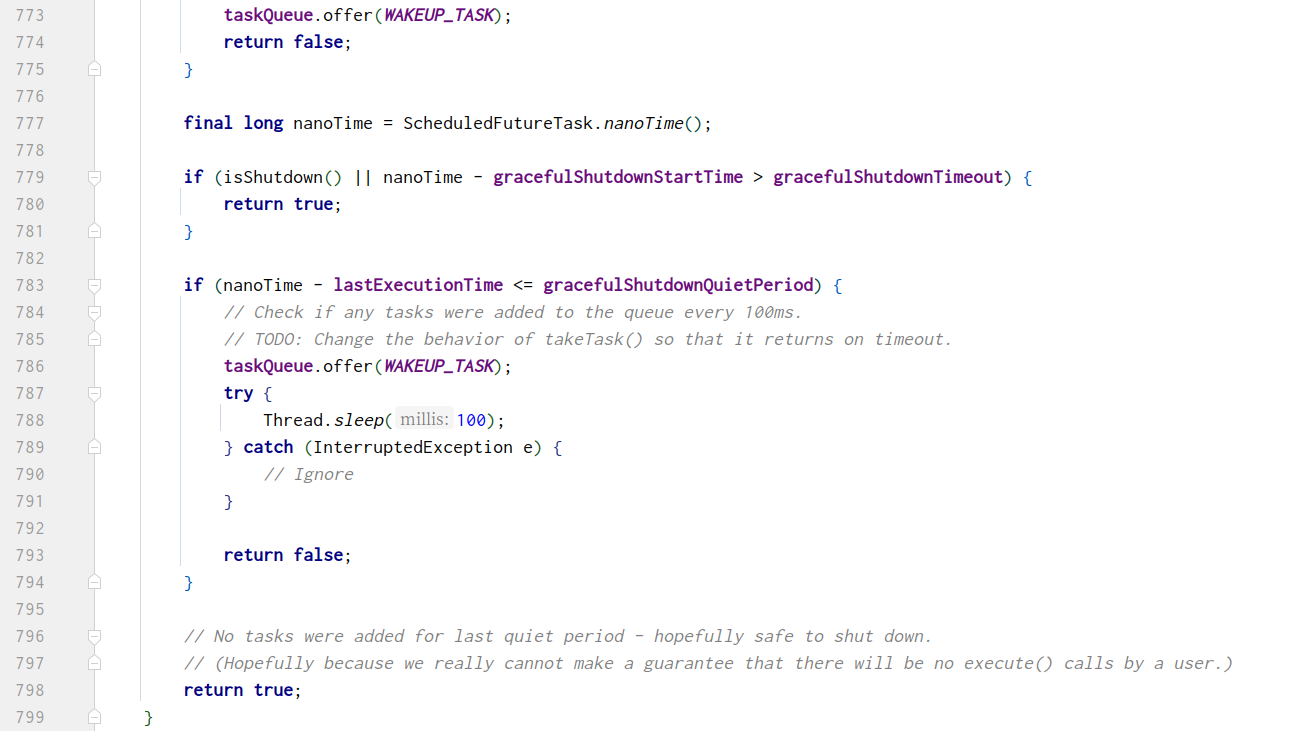 773 taskQueue.offer(WAKEUP_TASK);
774 return false;
775 }
776
777 final long nanoTime = ScheduledFutureTask.nanoTime();
778
779 if (isShutdown() || nanoTime - gracefulShutdownStartTime > gracefulShutdownTimeout) {
780 return true;
781 }
782
783 if (nanoTime - lastExecutionTime <= gracefulShutdownQuietPeriod) {
784 // Check if any tasks were added to the queue every 100ms.
785 // TODO: Change the behavior of takeTask() so that it returns on timeout.
786 taskQueue.offer(WAKEUP_TASK);
787 try {
788 Thread.sleep( millis: 100);
789 } catch (InterruptedException e) {
790 // Ignore
791 }
792
793 return false;
794 }
795
796 // No tasks were added for last quiet period - hopefully safe to shut down.
797 // (Hopefully because we really cannot make a guarantee that there will be no execute() calls by a user.)
798 return true;
799 }